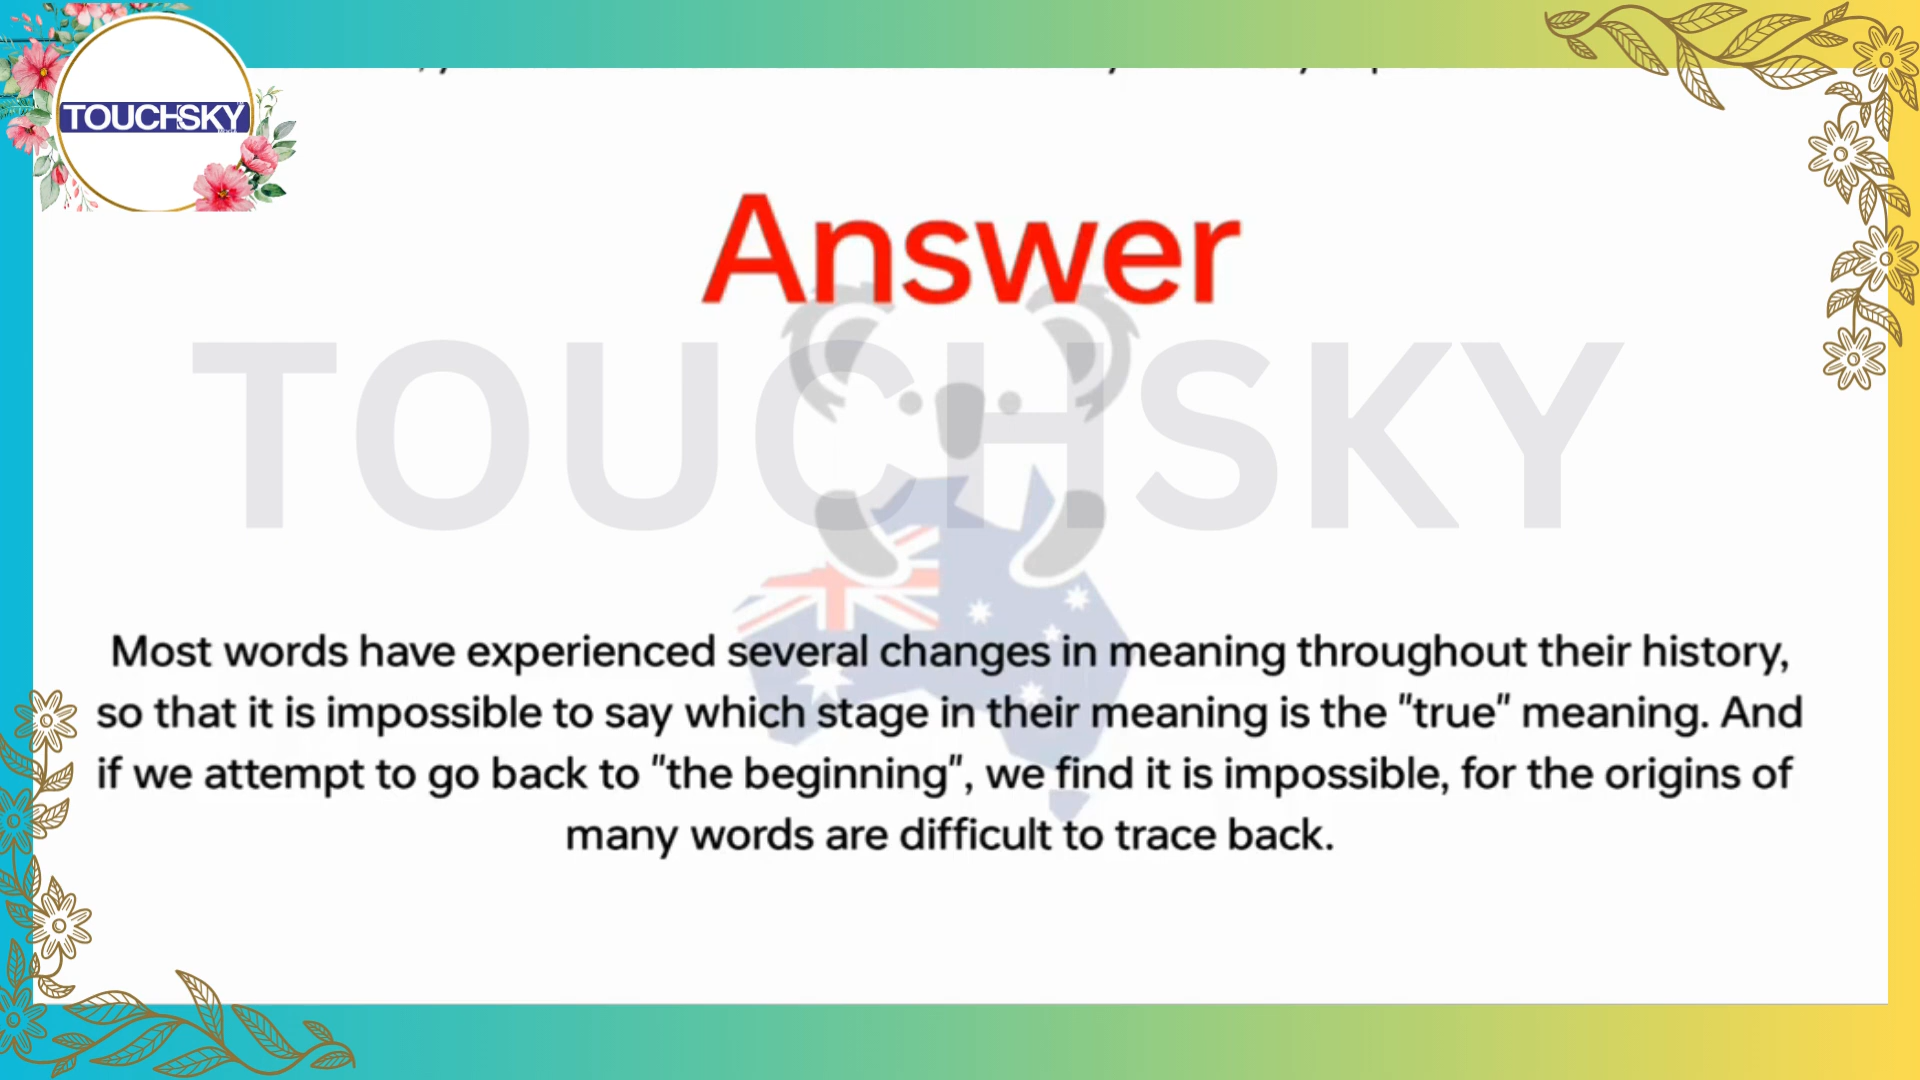 TOUCHSKY
Answer
TOUCHSKY
Most words have experienced several changes in meaning throughout their history,
so that it is impossible to say which stage in their meaning is the "true" meaning. And
if we attempt to go back to "the beginning", we find it is impossible, for the origins of
many words are difficult to trace back.